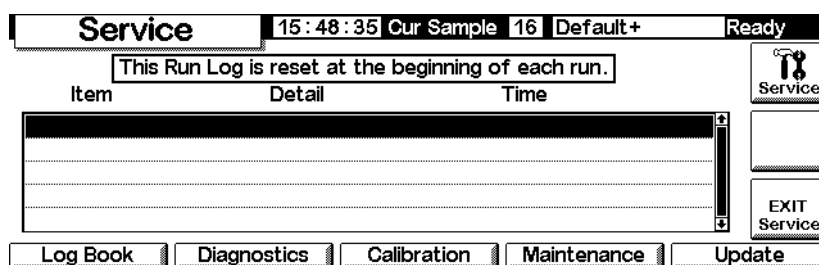 Service 15:48:35 Cur Sample 16 Default+ Ready
This Run Log is reset at the beginning of each run.
Item Detail Time
Service
EXIT
Service
Log Book Diagnostics Calibration Maintenance Update